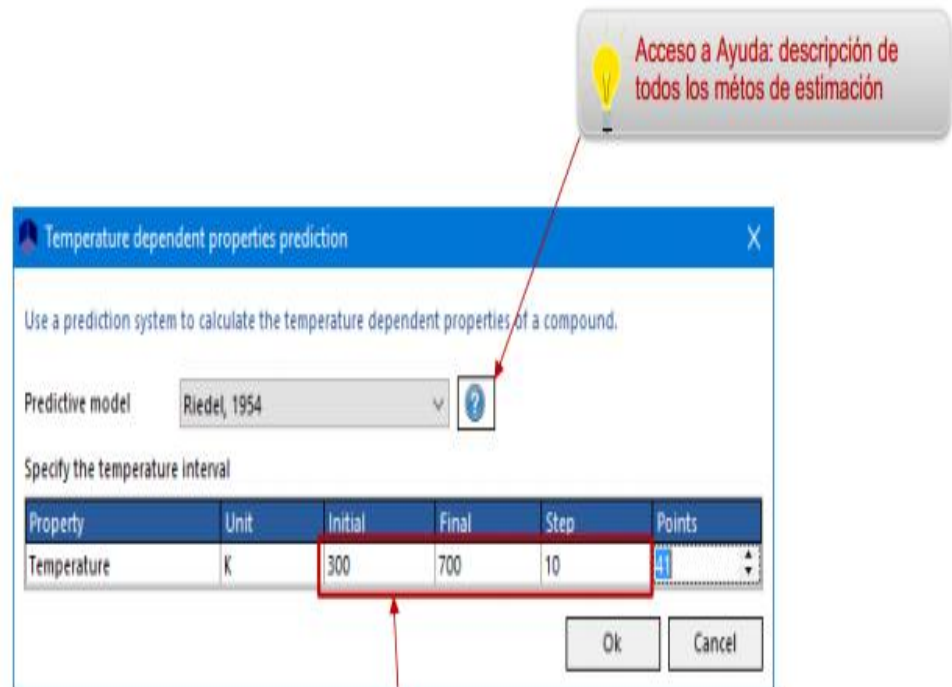 Acceso a Ayuda: descripción de
todos los métos de estimación
Temperature dependent properties prediction
Use a prediction system to calculate the temperature dependent properties of a compound.
Predictive model Riedel, 1954
Specify the temperature interval
Property Unit Initial Final Step Points
Temperature K 300 700 10 41
Ok Cancel